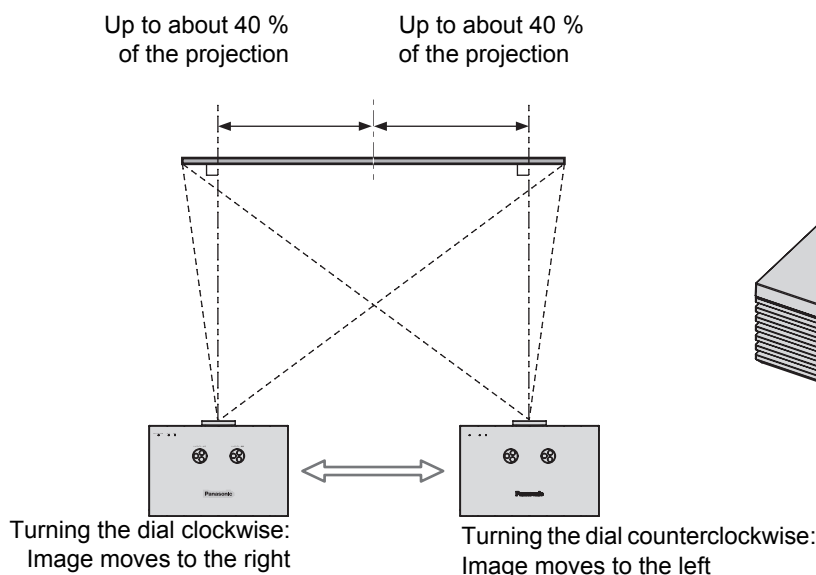 Up to about 40 %
of the projection
Up to about 40 %
of the projection
Panasonic
Panasonic
Turning the dial clockwise:
Image moves to the right
Turning the dial counterclockwise:
Image moves to the left